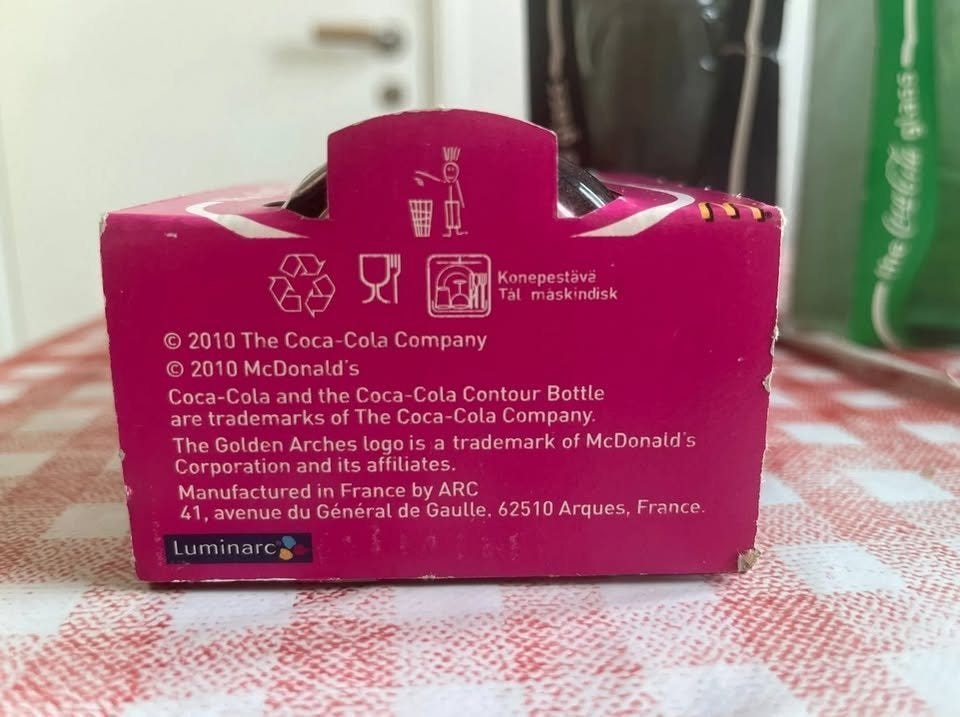 the Coca-Cola glass
glass
Konepestävä
Tål maskindisk
© 2010 The Coca-Cola Company
© 2010 McDonald's
Coca-Cola and the Coca-Cola Contour Bottle
are trademarks of The Coca-Cola Company.
The Golden Arches logo is a trademark of McDonald's
Corporation and its affiliates.
Manufactured in France by ARC
41, avenue du Général de Gaulle, 62510 Arques, France.
Luminarc